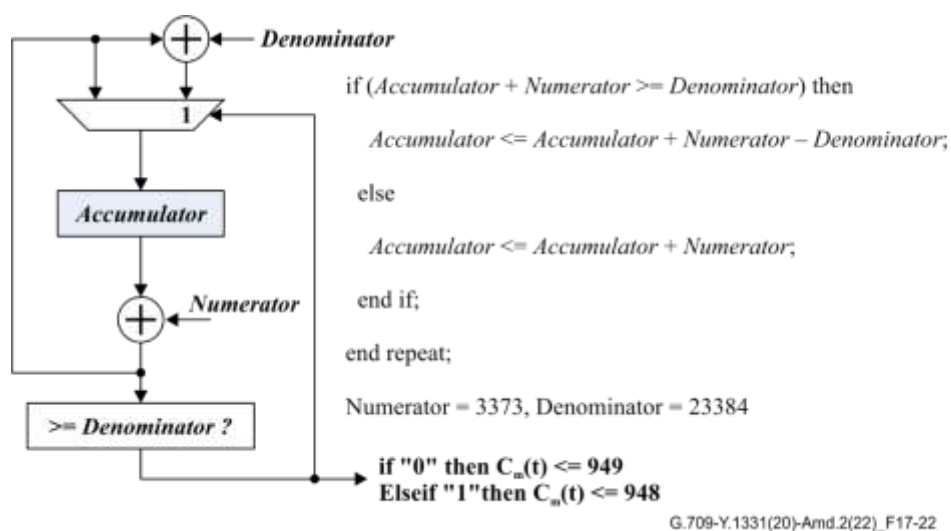 Denominator
1
Accumulator
Numerator
>= Denominator ?
if (Accumulator + Numerator >= Denominator) then
Accumulator <= Accumulator + Numerator – Denominator;
else
Accumulator <= Accumulator + Numerator;
end if;
end repeat;
Numerator = 3373, Denominator = 23384
if "0" then Cm(t) <= 949
Elseif "1"then Cm(t) <= 948
G.709-Y.1331(20)-Amd.2(22)_F17-22